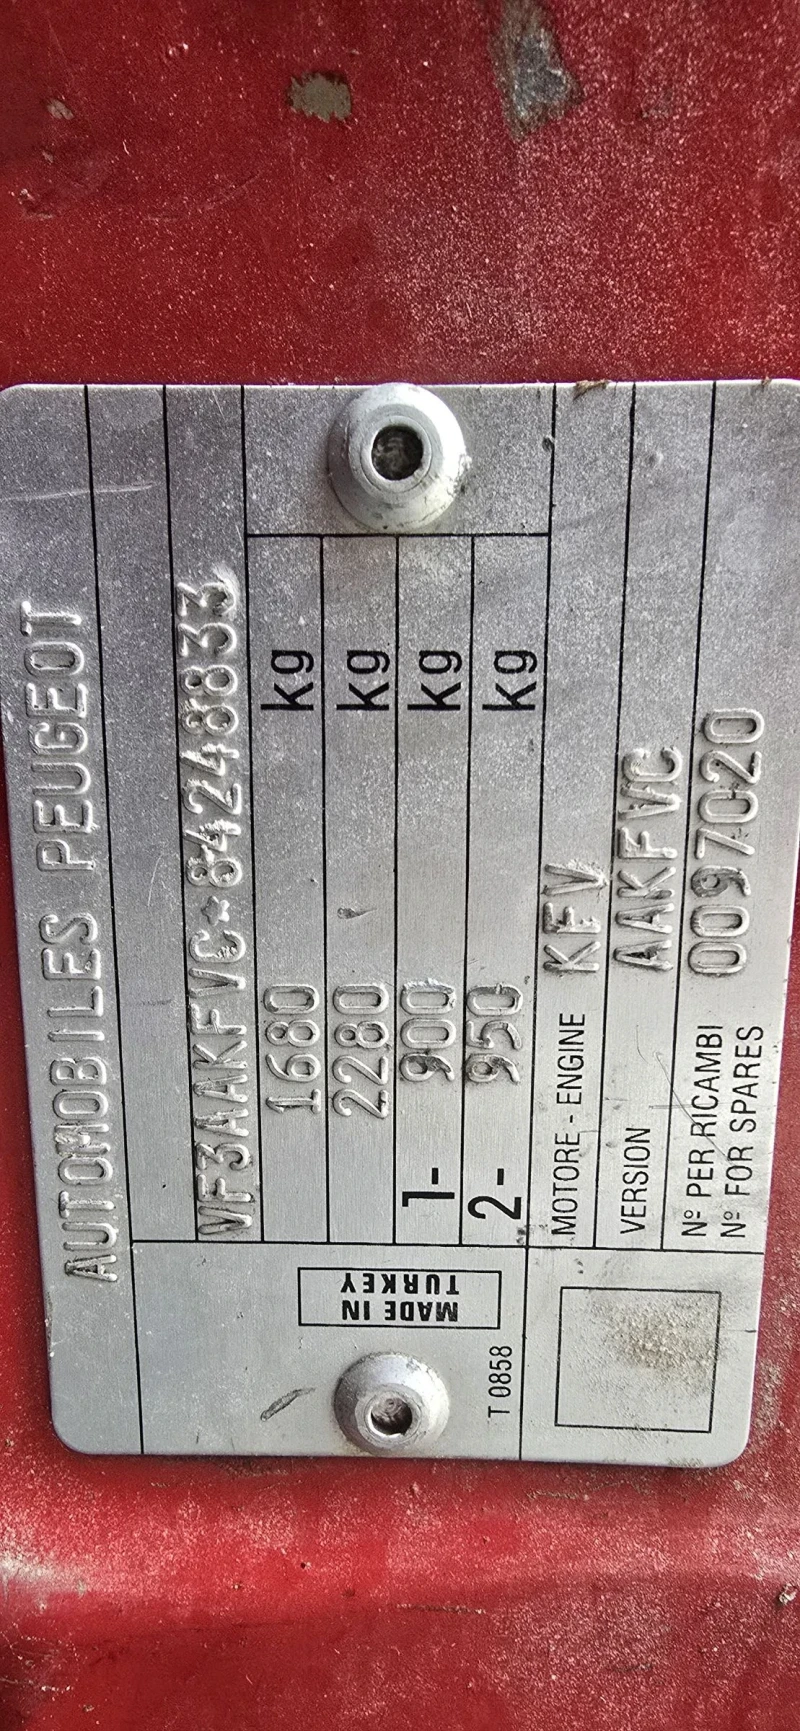 AUTOMOBILES PEUGEOT
VF3AAKFVC*84248833
1680 kg
2280 kg
1- 900 kg
2- 950 kg
MADE IN
TURKEY
T 0858
MOTORE - ENGINE KFV
VERSION AAKFVC
Nº PER RICAMBI
Nº FOR SPARES 0097020